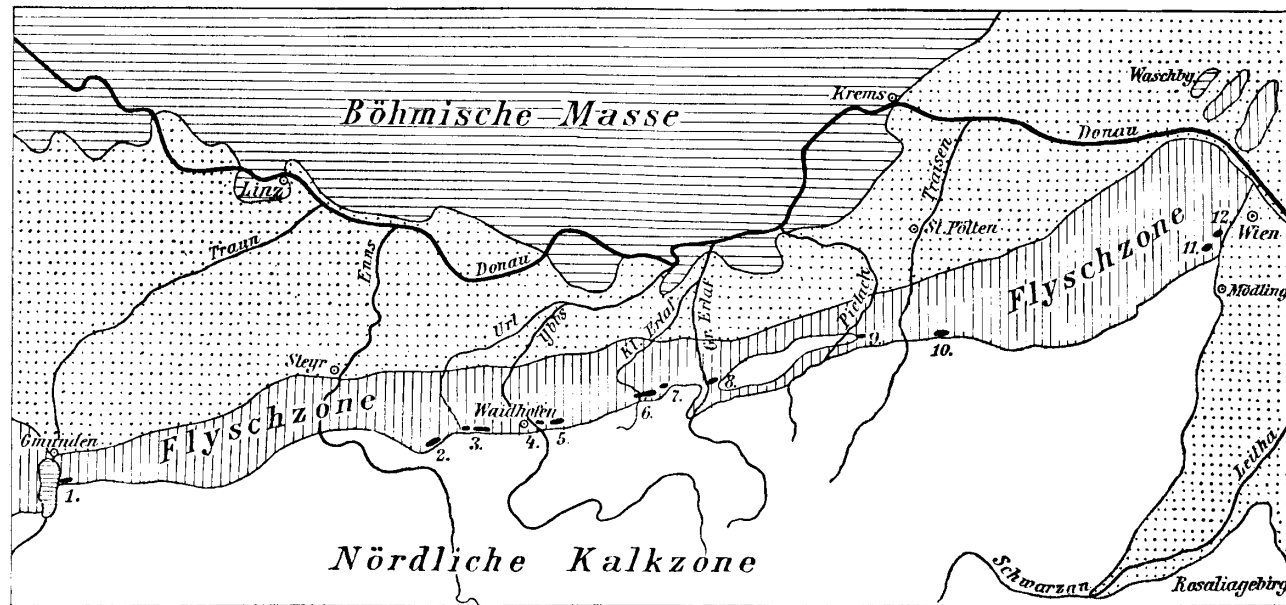 Waschbg.
Krems
Böhmische Masse
Donau
Linz
Traisen
Traun
Enns
Donau
St. Pölten
12.
Wien
11.
Flyschzone
Mödling
Url
Ybbs
Kl. Erlaf
Gr. Erlaf
Pielach
9.
10.
Steyr
8.
7.
6.
Flyschzone
Waidhofen
Gmunden
2.
3.
4.
5.
1.
Leitha
Nördliche Kalkzone
Schwarzau
Rosaliagebirg